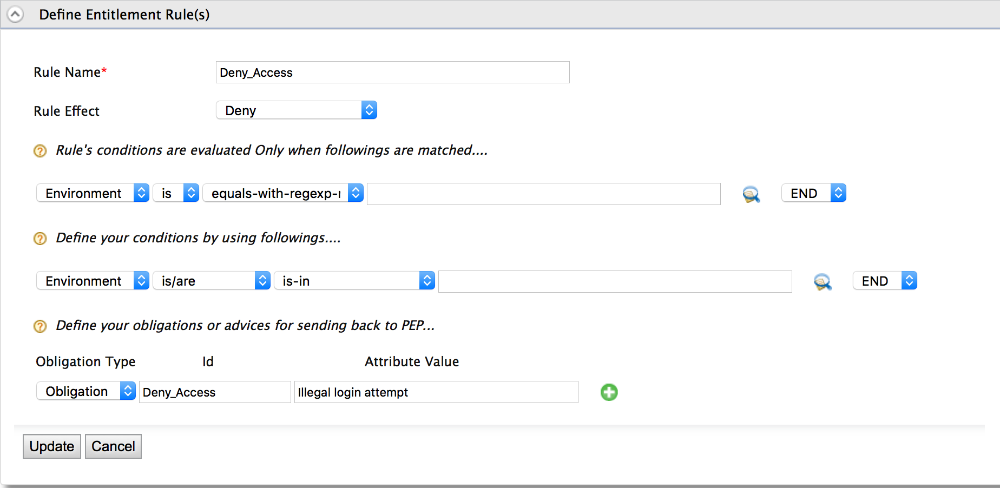 Define Entitlement Rule(s)
Rule Name* Deny_Access
Rule Effect Deny
Rule's conditions are evaluated Only when followings are matched....
Environment is equals-with-regexp- END
Define your conditions by using followings....
Environment is/are is-in END
Define your obligations or advices for sending back to PEP...
Obligation Type Id Attribute Value
Obligation Deny_Access Illegal login attempt
Update Cancel